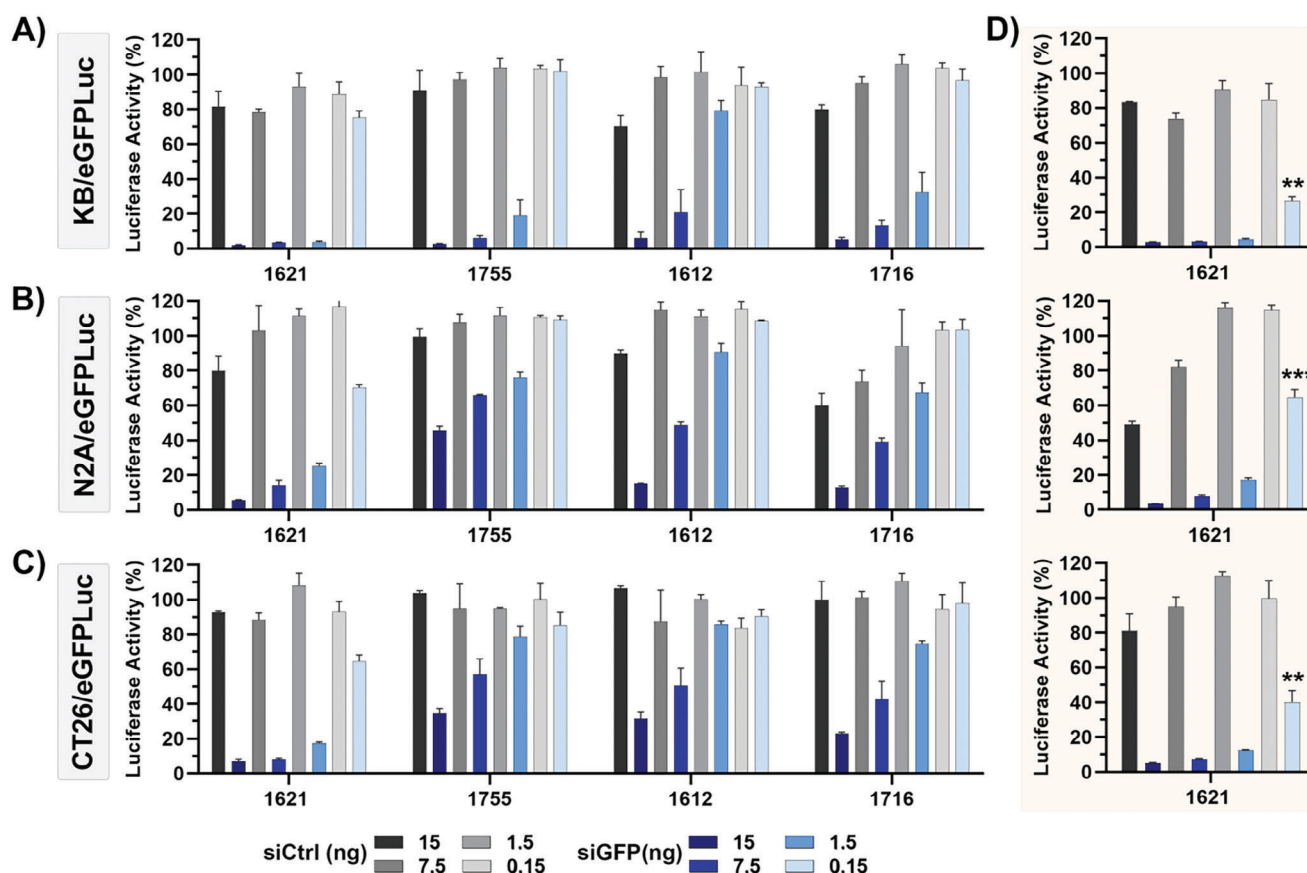 A)
KB/eGFPLuc
Luciferase Activity (%)
120
100
80
60
40
20
0
1621 1755 1612 1716
B)
N2A/eGFPLuc
Luciferase Activity (%)
120
100
80
60
40
20
0
1621 1755 1612 1716
C)
CT26/eGFPLuc
Luciferase Activity (%)
120
100
80
60
40
20
0
1621 1755 1612 1716
D)
Luciferase Activity (%)
120
100
80
60
40
20
0
**
1621
Luciferase Activity (%)
120
100
80
60
40
20
0
***
1621
Luciferase Activity (%)
120
100
80
60
40
20
0
**
1621
siCtrl (ng) 15 1.5
7.5 0.15
siGFP(ng) 15 1.5
7.5 0.15